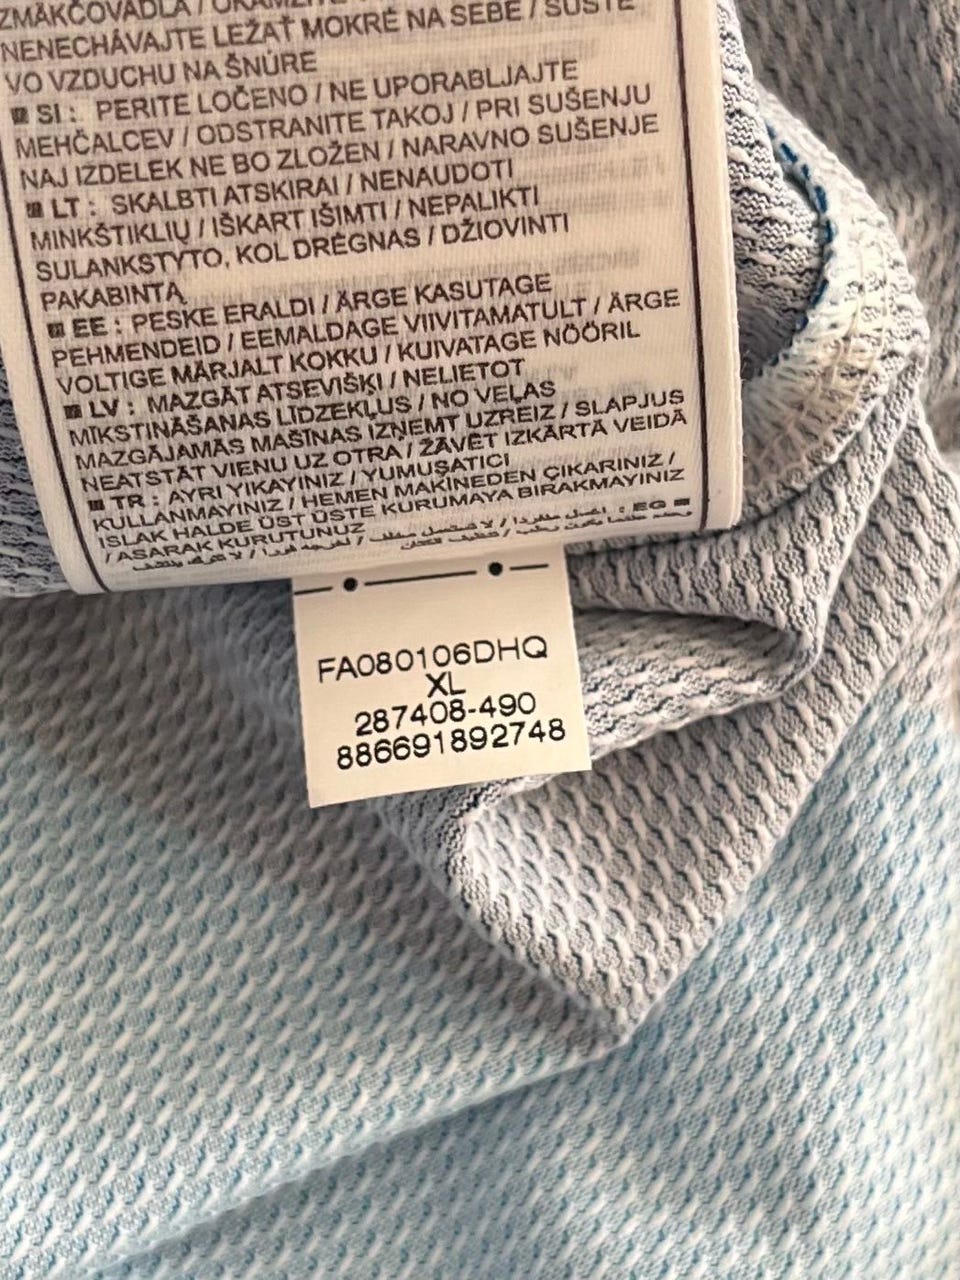 ZMÄKČOVADLÁ /
NENECHÁVAJTE LEŽAŤ MOKRÉ NA SEBE / SUŠTE
VO VZDUCHU NA ŠNÚRE
SI : PERITE LOČENO / NE UPORABLJAJTE
MEHČALCEV / ODSTRANITE TAKOJ / PRI SUŠENJU
NAJ IZDELEK NE BO ZLOŽEN / NARAVNO SUŠENJE
LT : SKALBTI ATSKIRAI / NENAUDOTI
MINKŠTIKLIŲ / IŠKART IŠIMTI / NEPALIKTI
SULANKSTYTO, KOL DRĖGNAS / DŽIOVINTI
PAKABINTĄ
EE : PESKE ERALDI / ÄRGE KASUTAGE
PEHMENDEID / EEMALDAGE VIIVITAMATULT / ÄRGE
VOLTIGE MÄRJALT KOKKU / KUIVATAGE NÖÖRIL
LV : MAZGĀT ATSEVIŠĶI / NELIETOT
MĪKSTINĀŠANAS LĪDZEKĻUS / NO VEĻAS
MAZGĀJAMĀS MAŠĪNAS IZŅEMT UZREIZ / SLAPJUS
NEATSTĀT VIENU UZ OTRA / ŽĀVĒT IZKĀRTĀ VEIDĀ
TR : AYRI YIKAYINIZ / YUMUŞATICI
KULLANMAYINIZ / HEMEN MAKİNEDEN ÇIKARINIZ /
ISLAK HALDE ÜST ÜSTE KURUMAYA BIRAKMAYINIZ
/ ASARAK KURUTUNUZ
: EG
FA080106DHQ
XL
287408-490
886691892748